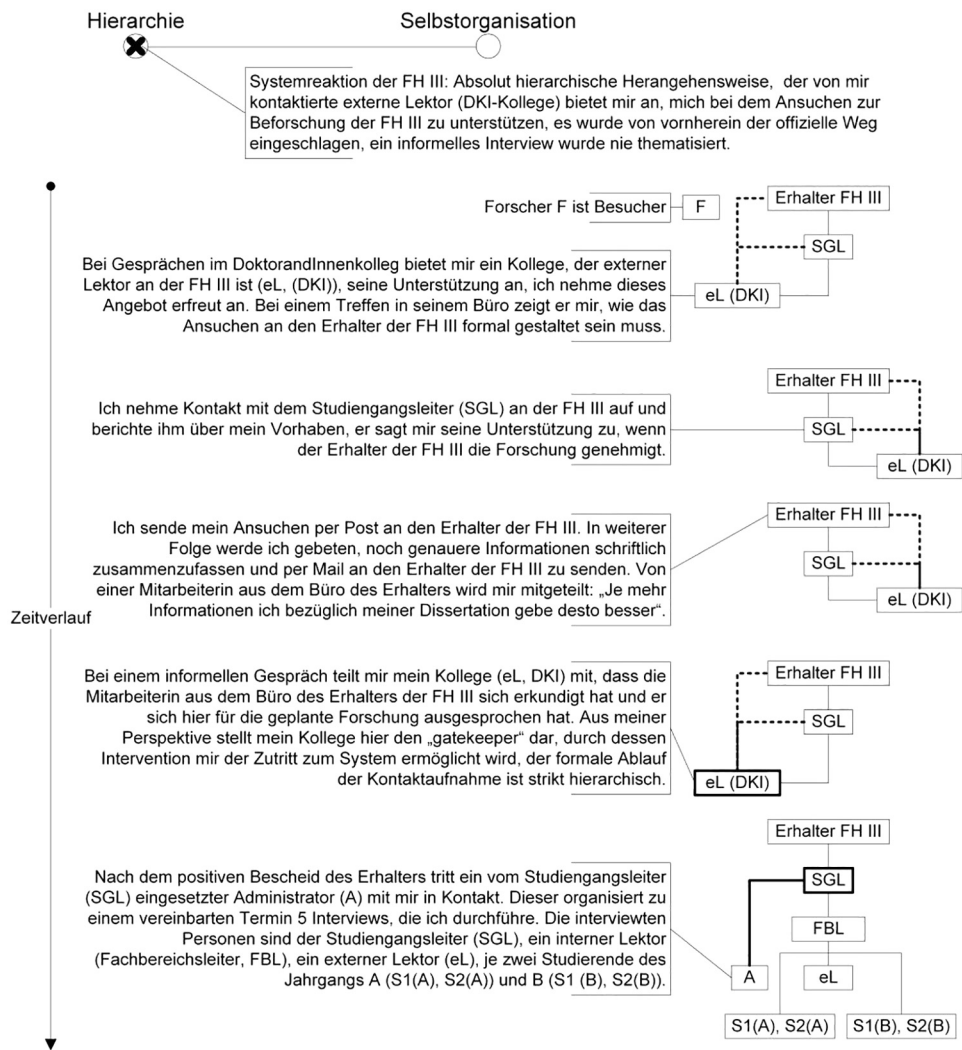 Hierarchie
Selbstorganisation
Systemreaktion der FH III: Absolut hierarchische Herangehensweise, der von mir
kontaktierte externe Lektor (DKI-Kollege) bietet mir an, mich bei dem Ansuchen zur
Beforschung der FH III zu unterstützen, es wurde von vornherein der offizielle Weg
eingeschlagen, ein informelles Interview wurde nie thematisiert.
Zeitverlauf
Forscher F ist Besucher
F
Erhalter FH III
SGL
eL (DKI)
Bei Gesprächen im DoktorandInnenkolleg bietet mir ein Kollege, der externer
Lektor an der FH III ist (eL, (DKI)), seine Unterstützung an, ich nehme dieses
Angebot erfreut an. Bei einem Treffen in seinem Büro zeigt er mir, wie das
Ansuchen an den Erhalter der FH III formal gestaltet sein muss.
Erhalter FH III
SGL
eL (DKI)
Ich nehme Kontakt mit dem Studiengangsleiter (SGL) an der FH III auf und
berichte ihm über mein Vorhaben, er sagt mir seine Unterstützung zu, wenn
der Erhalter der FH III die Forschung genehmigt.
Erhalter FH III
SGL
eL (DKI)
Ich sende mein Ansuchen per Post an den Erhalter der FH III. In weiterer
Folge werde ich gebeten, noch genauere Informationen schriftlich
zusammenzufassen und per Mail an den Erhalter der FH III zu senden. Von
einer Mitarbeiterin aus dem Büro des Erhalters wird mir mitgeteilt: „Je mehr
Informationen ich bezüglich meiner Dissertation gebe desto besser“.
Erhalter FH III
SGL
eL (DKI)
Bei einem informellen Gespräch teilt mir mein Kollege (eL, DKI) mit, dass die
Mitarbeiterin aus dem Büro des Erhalters der FH III sich erkundigt hat und er
sich hier für die geplante Forschung ausgesprochen hat. Aus meiner
Perspektive stellt mein Kollege hier den „gatekeeper“ dar, durch dessen
Intervention mir der Zutritt zum System ermöglicht wird, der formale Ablauf
der Kontaktaufnahme ist strikt hierarchisch.
Erhalter FH III
SGL
FBL
A
eL
S1(A), S2(A)
S1(B), S2(B)
Nach dem positiven Bescheid des Erhalters tritt ein vom Studiengangsleiter
(SGL) eingesetzter Administrator (A) mit mir in Kontakt. Dieser organisiert zu
einem vereinbarten Termin 5 Interviews, die ich durchführe. Die interviewten
Personen sind der Studiengangsleiter (SGL), ein interner Lektor
(Fachbereichsleiter, FBL), ein externer Lektor (eL), je zwei Studierende des
Jahrgangs A (S1(A), S2(A)) und B (S1 (B), S2(B)).